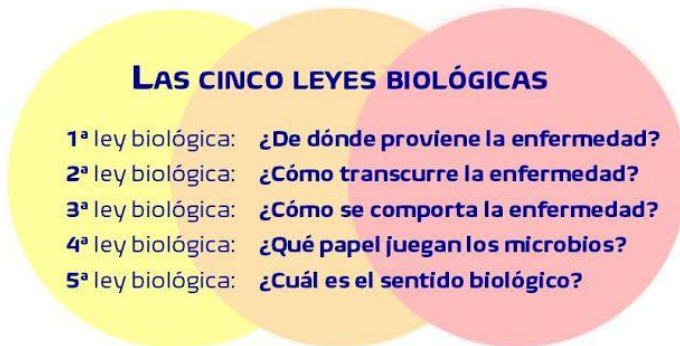 LAS CINCO LEYES BIOLÓGICAS
1ª ley biológica: ¿De dónde proviene la enfermedad?
2ª ley biológica: ¿Cómo transcurre la enfermedad?
3ª ley biológica: ¿Cómo se comporta la enfermedad?
4ª ley biológica: ¿Qué papel juegan los microbios?
5ª ley biológica: ¿Cuál es el sentido biológico?